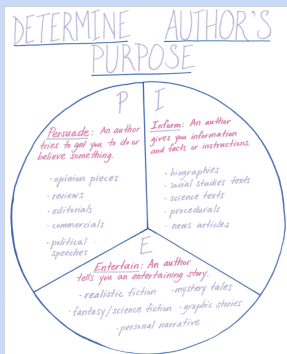 DETERMINE AUTHOR'S
PURPOSE
P
Persuade: An author
tries to get you to do or
believe something.
• opinion pieces
• reviews
• editorials
• commercials
• political
speeches
I
Inform: An author
gives you information
and facts or instructions.
• biographies
• social studies texts
• science texts
• procedurals
• news articles
E
Entertain: An author
tells you an entertaining story.
• realistic fiction • mystery tales
• fantasy/science fiction • graphic stories
• personal narrative